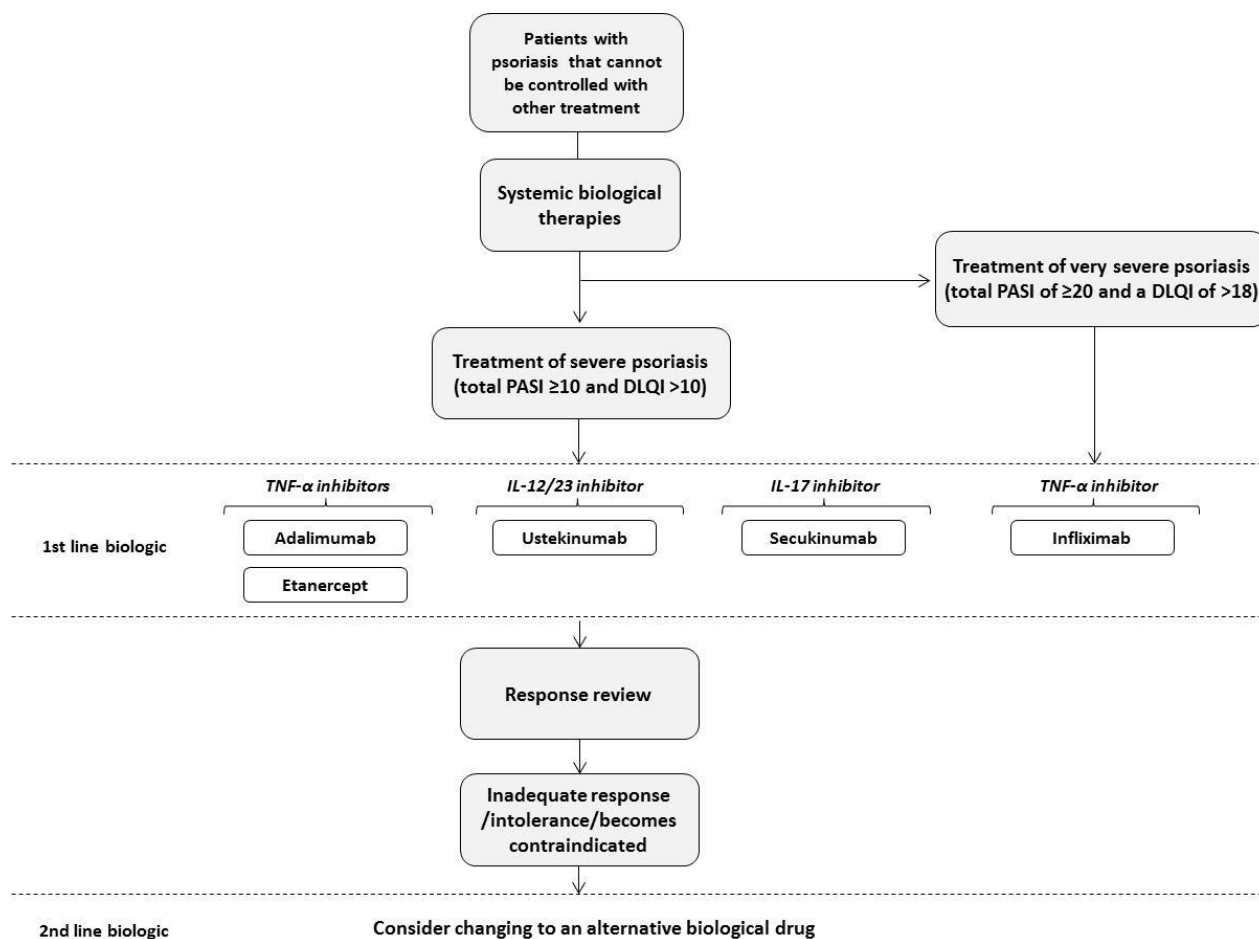 Patients with
psoriasis that cannot
be controlled with
other treatment
Systemic biological
therapies
Treatment of very severe psoriasis
(total PASI of ≥20 and a DLQI of >18)
Treatment of severe psoriasis
(total PASI ≥10 and DLQI >10)
TNF-α inhibitors
IL-12/23 inhibitor
IL-17 inhibitor
TNF-α inhibitor
1st line biologic
Adalimumab
Ustekinumab
Secukinumab
Infliximab
Etanercept
Response review
Inadequate response
/intolerance/becomes
contraindicated
2nd line biologic
Consider changing to an alternative biological drug